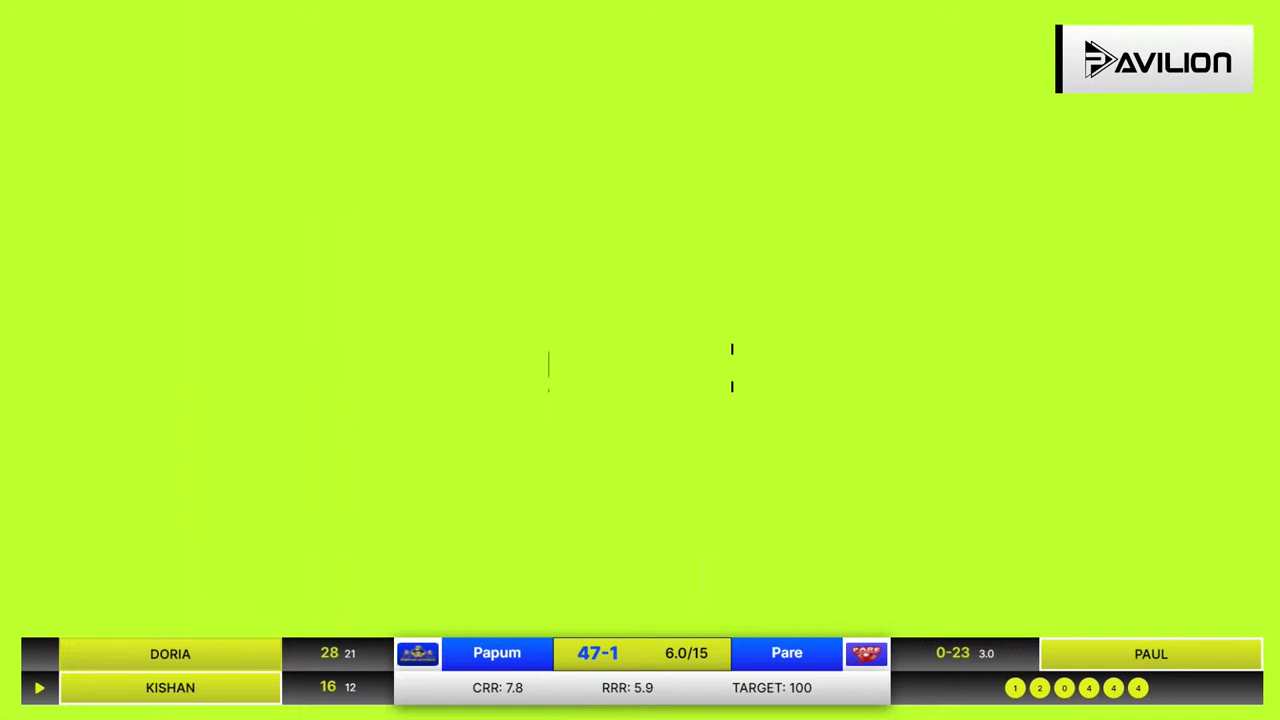 PAVILION
DORIA 28 21 Papum 47-1 6.0/15 Pare PARE 0-23 3.0 PAUL
KISHAN 16 12 CRR: 7.8 RRR: 5.9 TARGET: 100 1 2 0 4 4 4